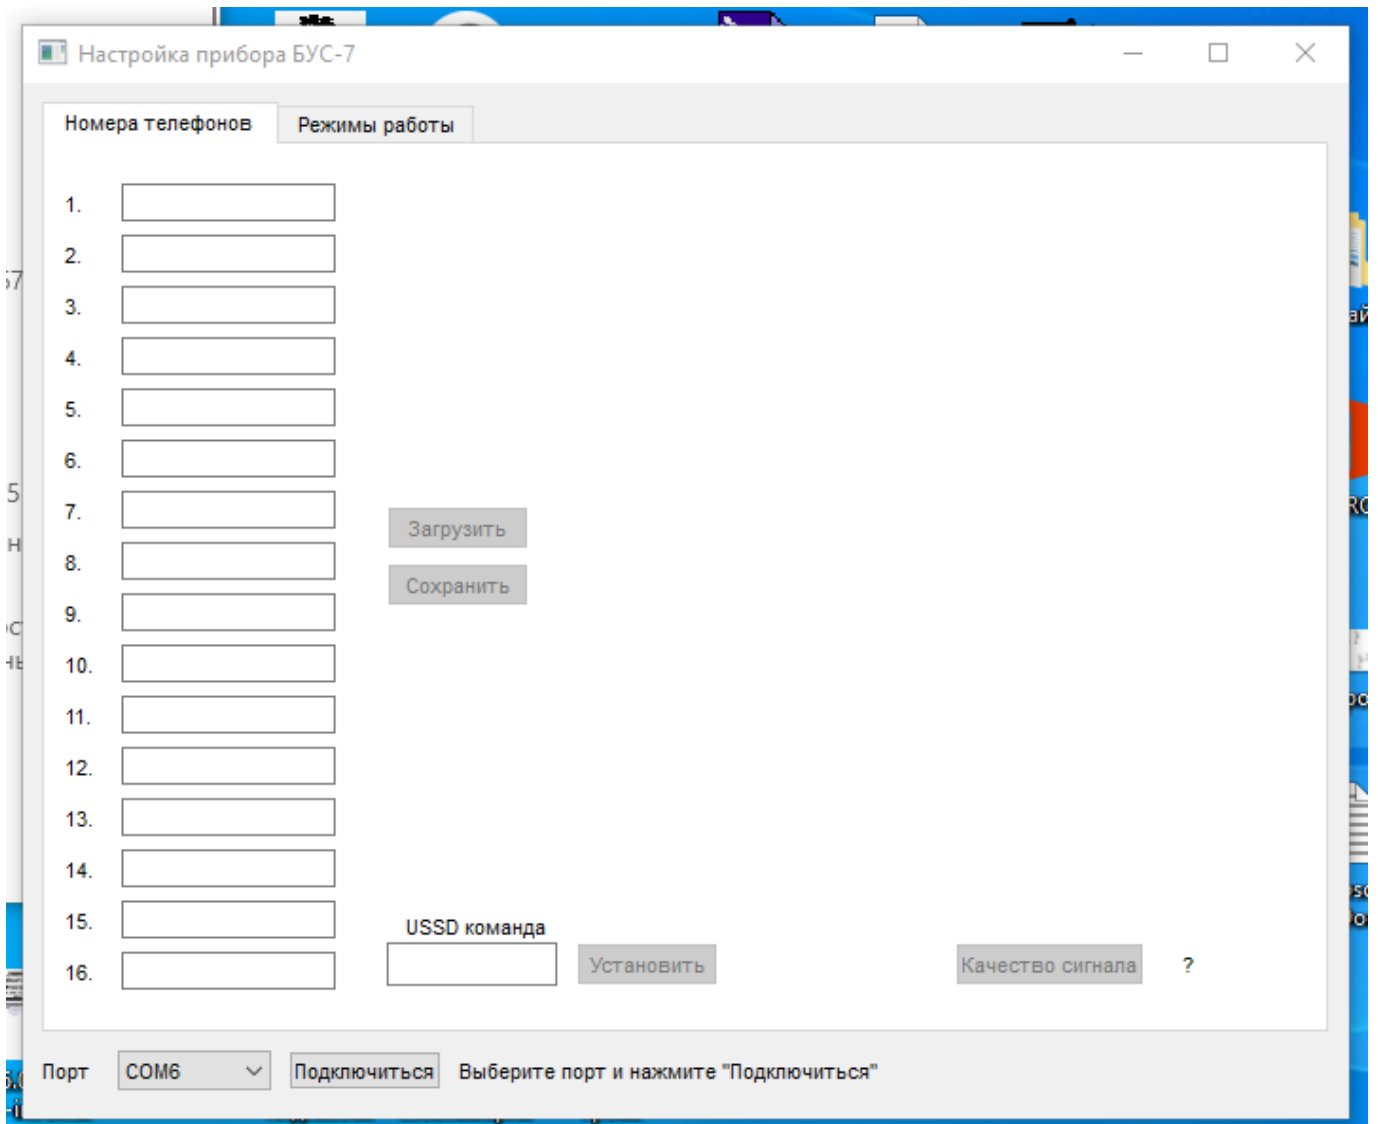 Настройка прибора БУС-7
Номера телефонов
Режимы работы
1.
2.
3.
4.
5.
6.
7.
Загрузить
8.
Сохранить
9.
10.
11.
12.
13.
14.
15.
USSD команда
16.
Установить
Качество сигнала
?
Порт
COM6
Подключиться
Выберите порт и нажмите "Подключиться"